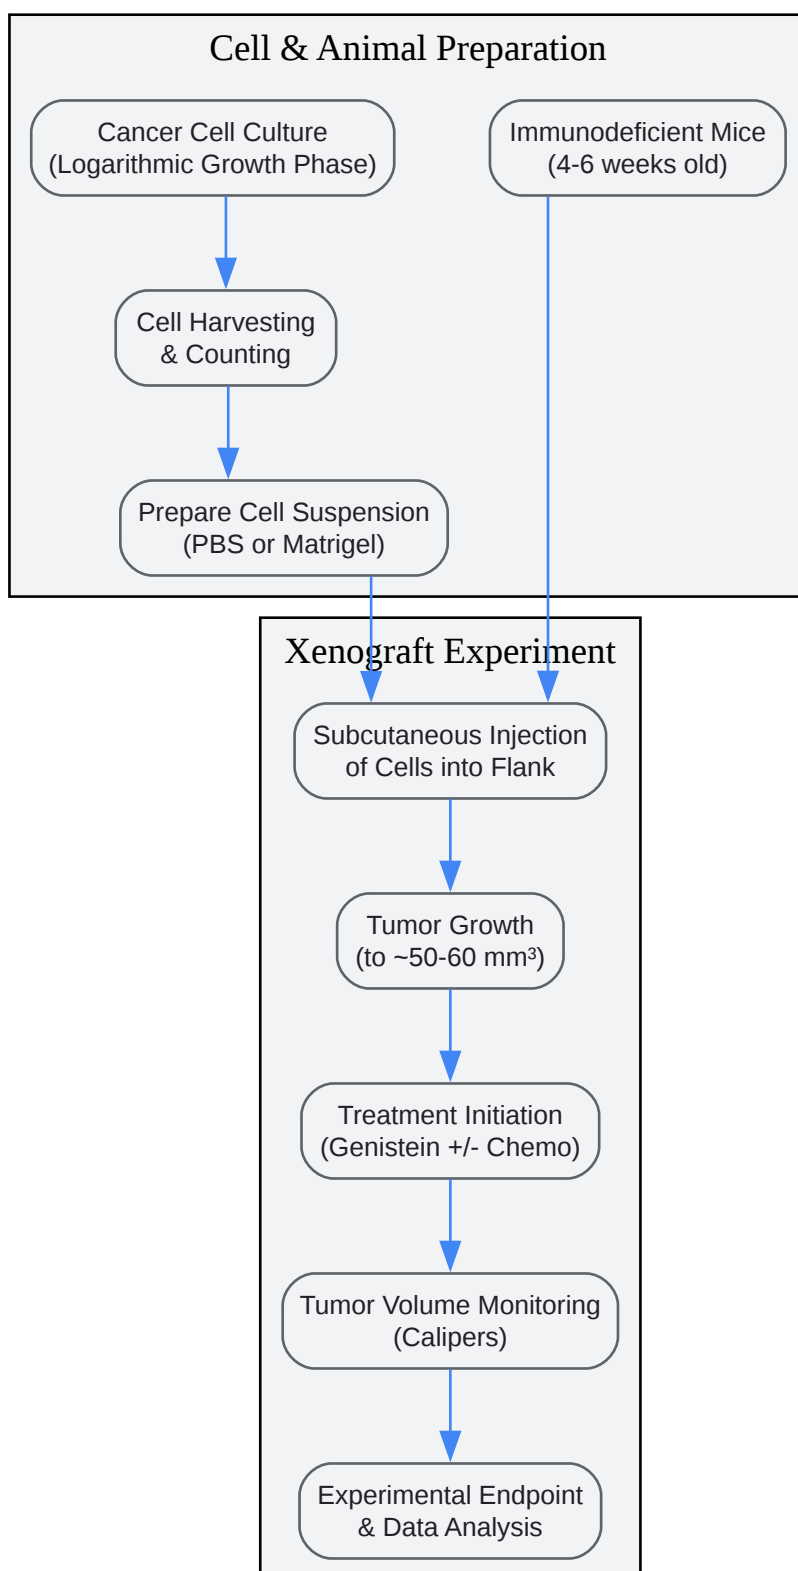 Cell & Animal Preparation
Cancer Cell Culture
(Logarithmic Growth Phase)
Immunodeficient Mice
(4-6 weeks old)
Cell Harvesting
& Counting
Prepare Cell Suspension
(PBS or Matrigel)
Xenograft Experiment
Subcutaneous Injection
of Cells into Flank
Tumor Growth
(to ~50-60 mm³)
Treatment Initiation
(Genistein +/- Chemo)
Tumor Volume Monitoring
(Calipers)
Experimental Endpoint
& Data Analysis